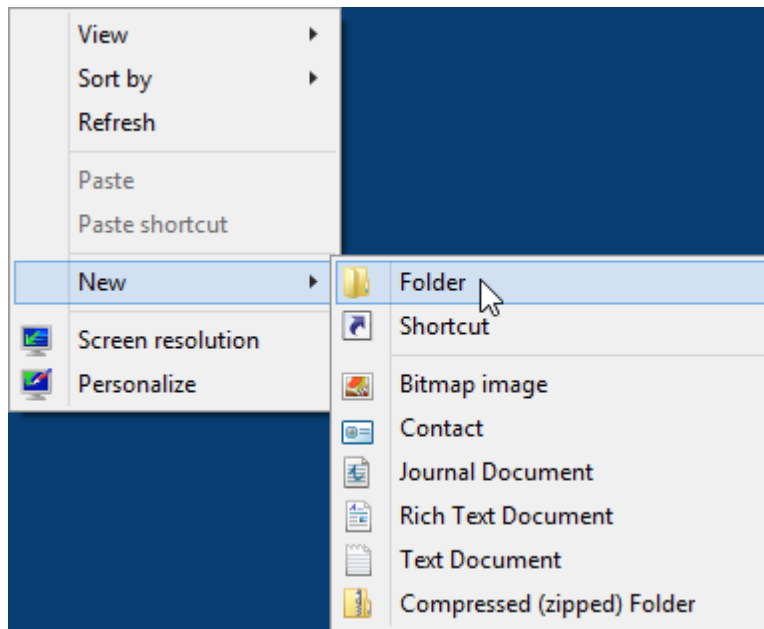 View
Sort by
Refresh
Paste
Paste shortcut
New
Screen resolution
Personalize
Folder
Shortcut
Bitmap image
Contact
Journal Document
Rich Text Document
Text Document
Compressed (zipped) Folder